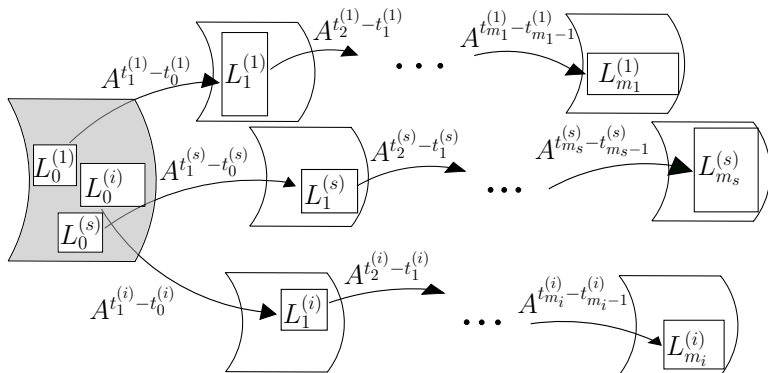 A^{t_1^{(1)}-t_0^{(1)}} L_1^{(1)} A^{t_2^{(1)}-t_1^{(1)}} ... A^{t_{m_1}^{(1)}-t_{m_1-1}^{(1)}} L_{m_1}^{(1)}
L_0^{(1)} L_0^{(i)} L_0^{(s)}
A^{t_1^{(s)}-t_0^{(s)}} L_1^{(s)} A^{t_2^{(s)}-t_1^{(s)}} ... A^{t_{m_s}^{(s)}-t_{m_s-1}^{(s)}} L_{m_s}^{(s)}
A^{t_1^{(i)}-t_0^{(i)}} L_1^{(i)} A^{t_2^{(i)}-t_1^{(i)}} ... A^{t_{m_i}^{(i)}-t_{m_i-1}^{(i)}} L_{m_i}^{(i)}